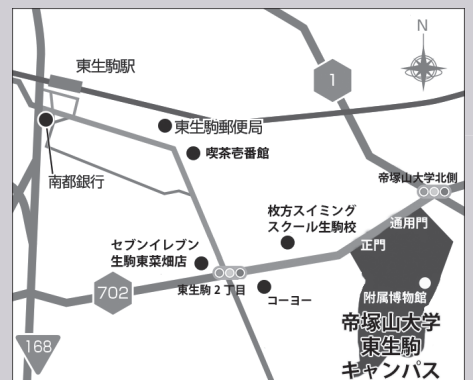 N
東生駒駅
1
東生駒郵便局
喫茶壱番館
帝塚山大学北側
南都銀行
枚方スイミング
スクール生駒校
通用門
正門
セブンイレブン
生駒東菜畑店
東生駒2丁目
コーヨー
702
附属博物館
帝塚山大学
東生駒
キャンパス
168